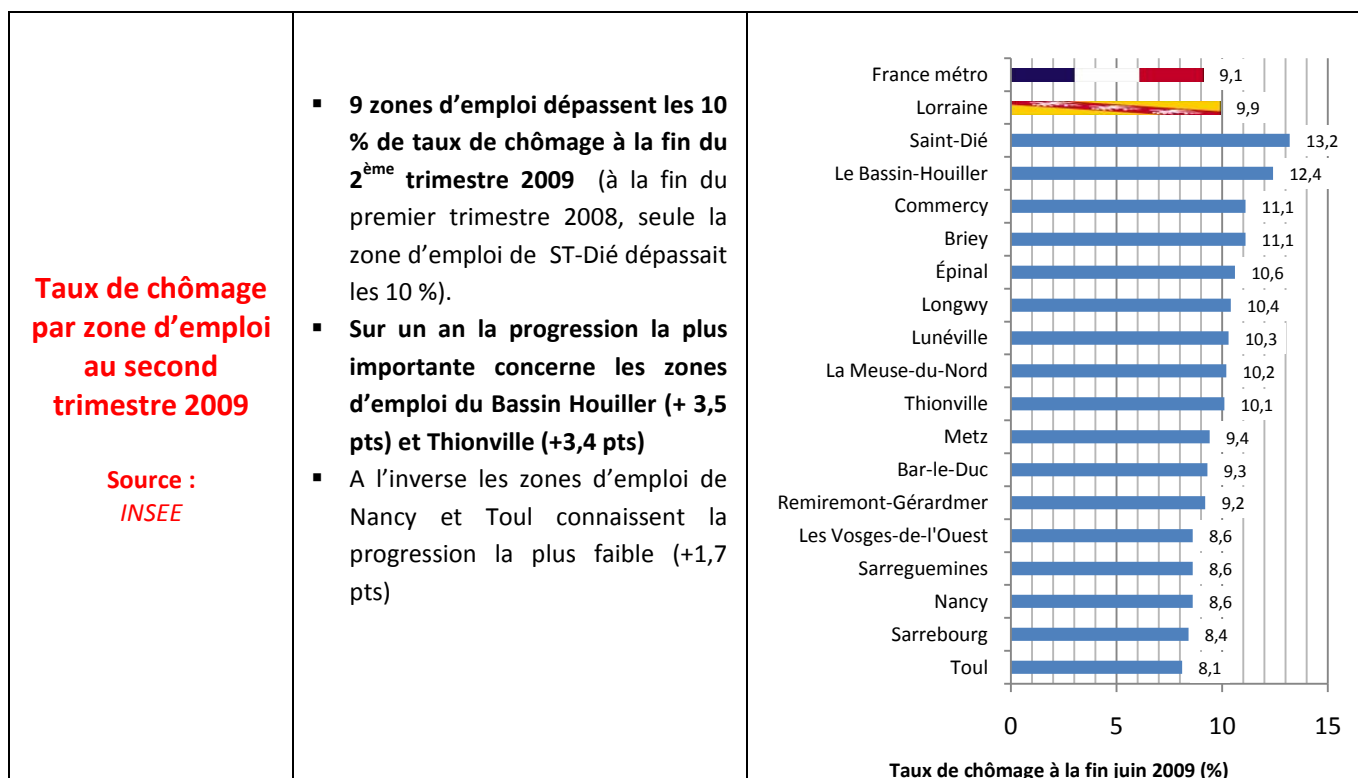 Taux de chômage
par zone d’emploi
au second
trimestre 2009
Source :
INSEE
▪ 9 zones d’emploi dépassent les 10
% de taux de chômage à la fin du
2ème trimestre 2009 (à la fin du
premier trimestre 2008, seule la
zone d’emploi de ST-Dié dépassait
les 10 %).
▪ Sur un an la progression la plus
importante concerne les zones
d’emploi du Bassin Houiller (+ 3,5
pts) et Thionville (+3,4 pts)
▪ A l’inverse les zones d’emploi de
Nancy et Toul connaissent la
progression la plus faible (+1,7
pts)
France métro 9,1
Lorraine 9,9
Saint-Dié 13,2
Le Bassin-Houiller 12,4
Commercy 11,1
Briey 11,1
Épinal 10,6
Longwy 10,4
Lunéville 10,3
La Meuse-du-Nord 10,2
Thionville 10,1
Metz 9,4
Bar-le-Duc 9,3
Remiremont-Gérardmer 9,2
Les Vosges-de-l'Ouest 8,6
Sarreguemines 8,6
Nancy 8,6
Sarrebourg 8,4
Toul 8,1
0 5 10 15
Taux de chômage à la fin juin 2009 (%)